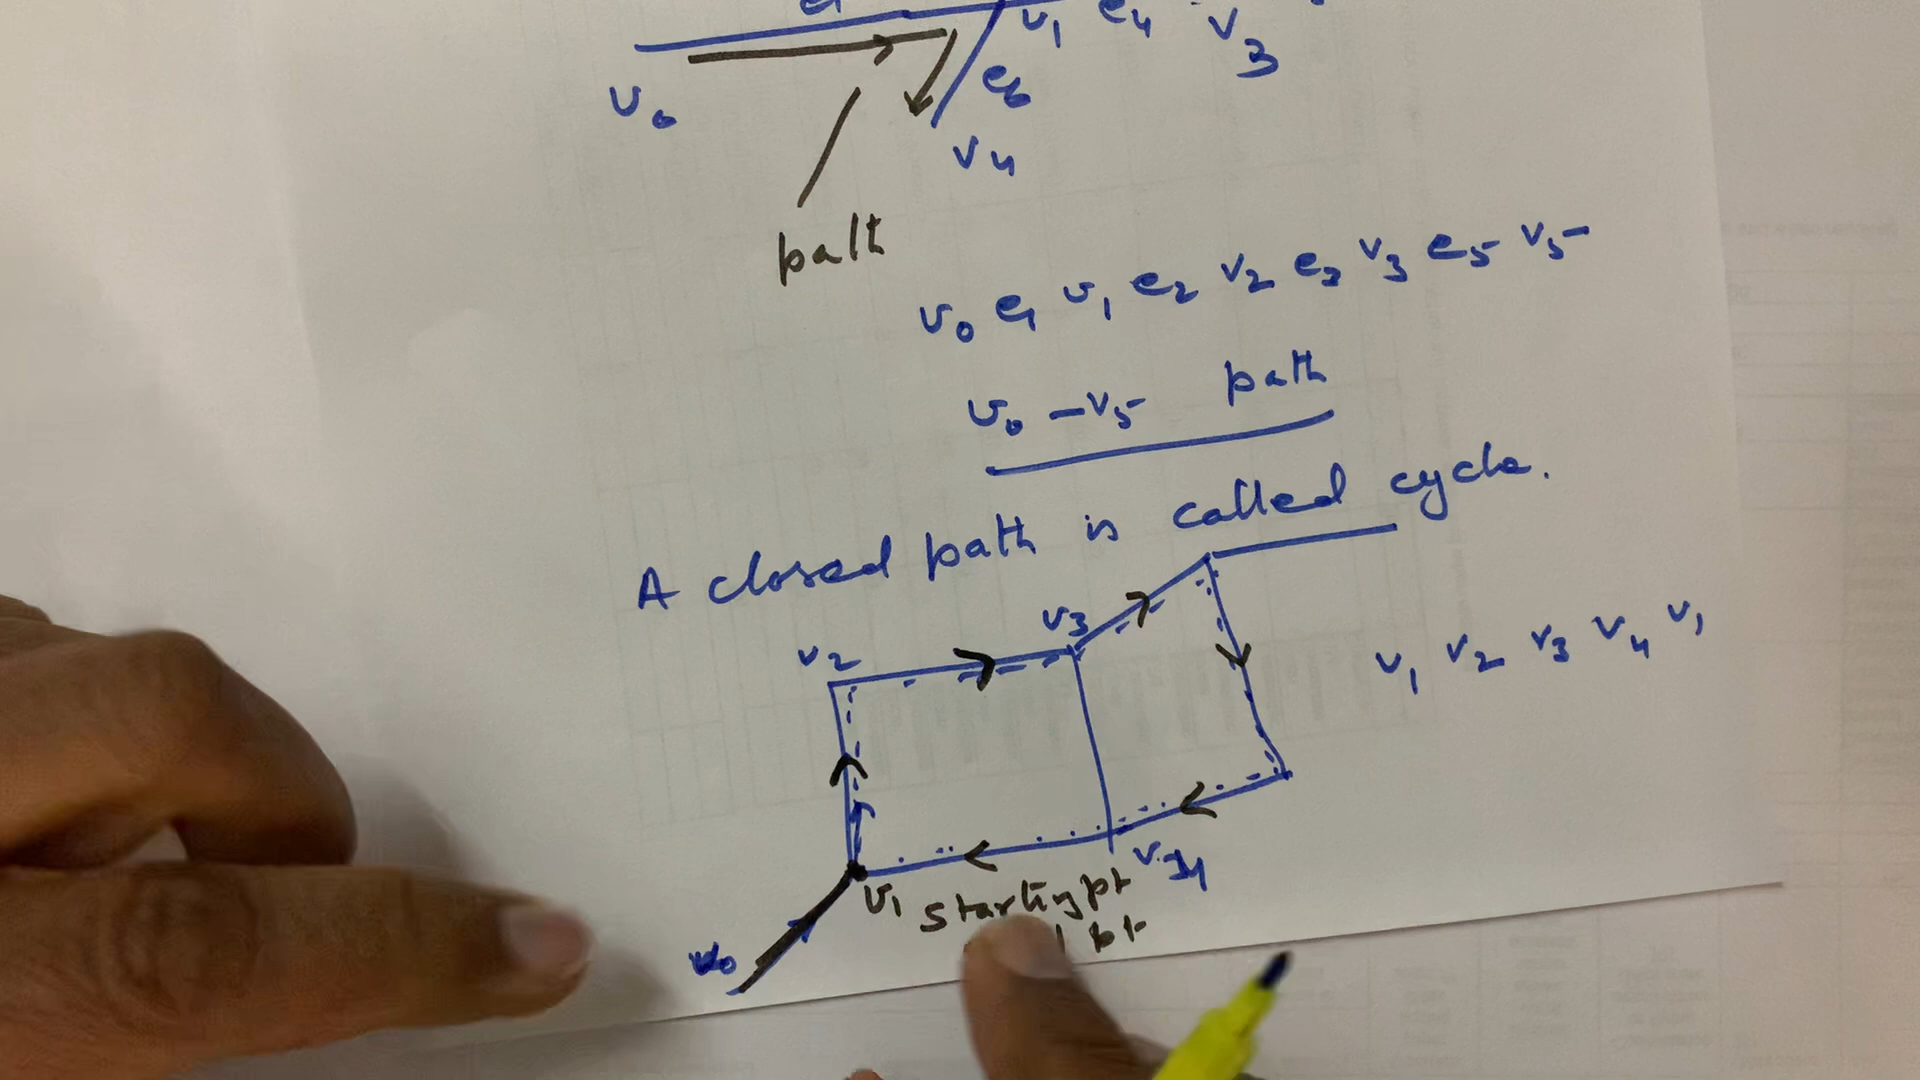 v1 e4 v3
v0 e6
v4
path
v0 e1 v1 e2 v2 e3 v3 e5 v5
v0 - v5 path
A closed path is called cycle.
v2 v3
v1 v2 v3 v4 v1
v1 starting pt
v0 pt